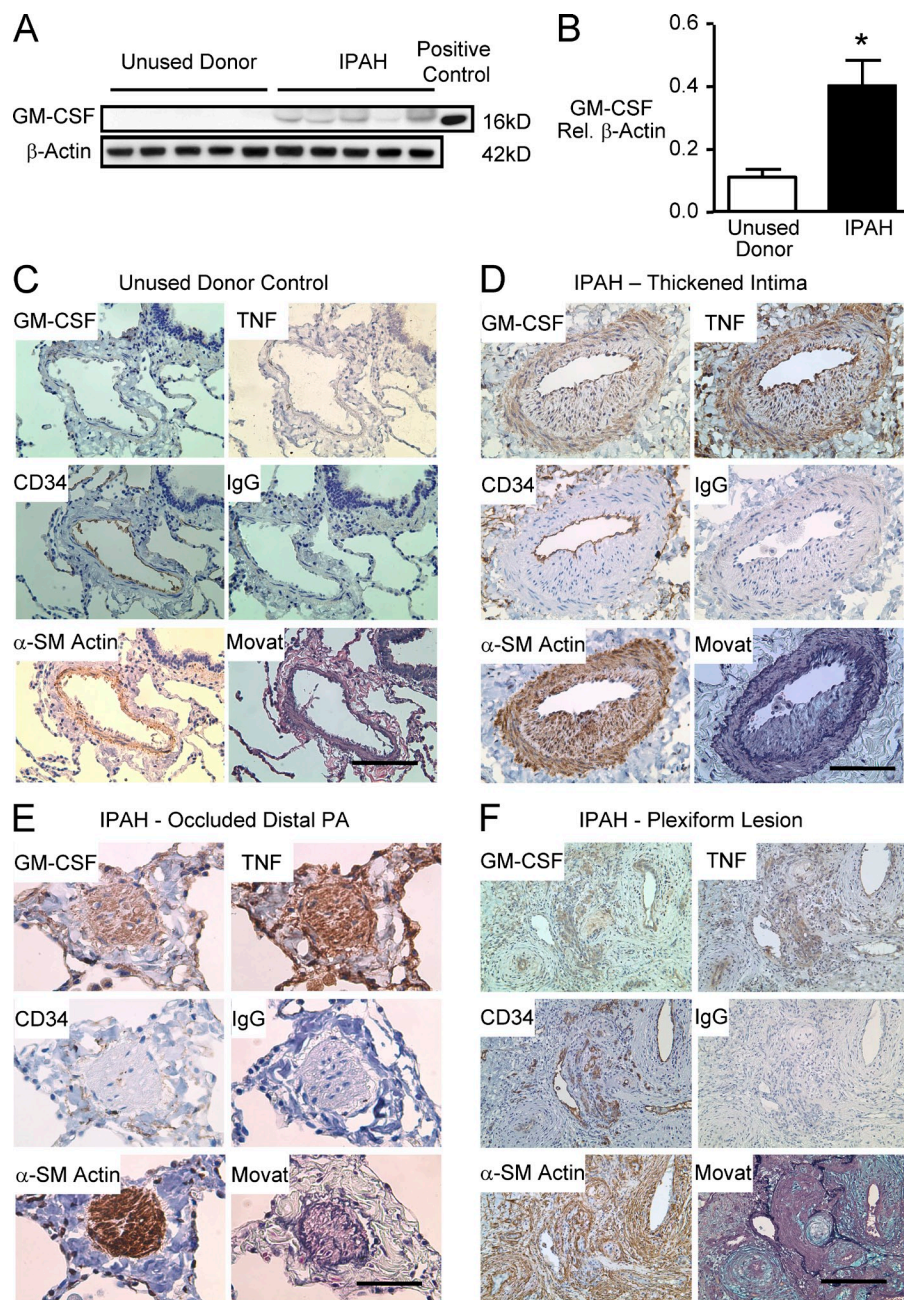 A
Unused Donor
IPAH
Positive
Control
GM-CSF
16kD
β-Actin
42kD
B
0.6
*
0.4
GM-CSF
Rel. β-Actin
0.2
0.0
Unused
Donor
IPAH
C
Unused Donor Control
GM-CSF
TNF
CD34
IgG
α-SM Actin
Movat
D
IPAH – Thickened Intima
GM-CSF
TNF
CD34
IgG
α-SM Actin
Movat
E
IPAH - Occluded Distal PA
GM-CSF
TNF
CD34
IgG
α-SM Actin
Movat
F
IPAH - Plexiform Lesion
GM-CSF
TNF
CD34
IgG
α-SM Actin
Movat